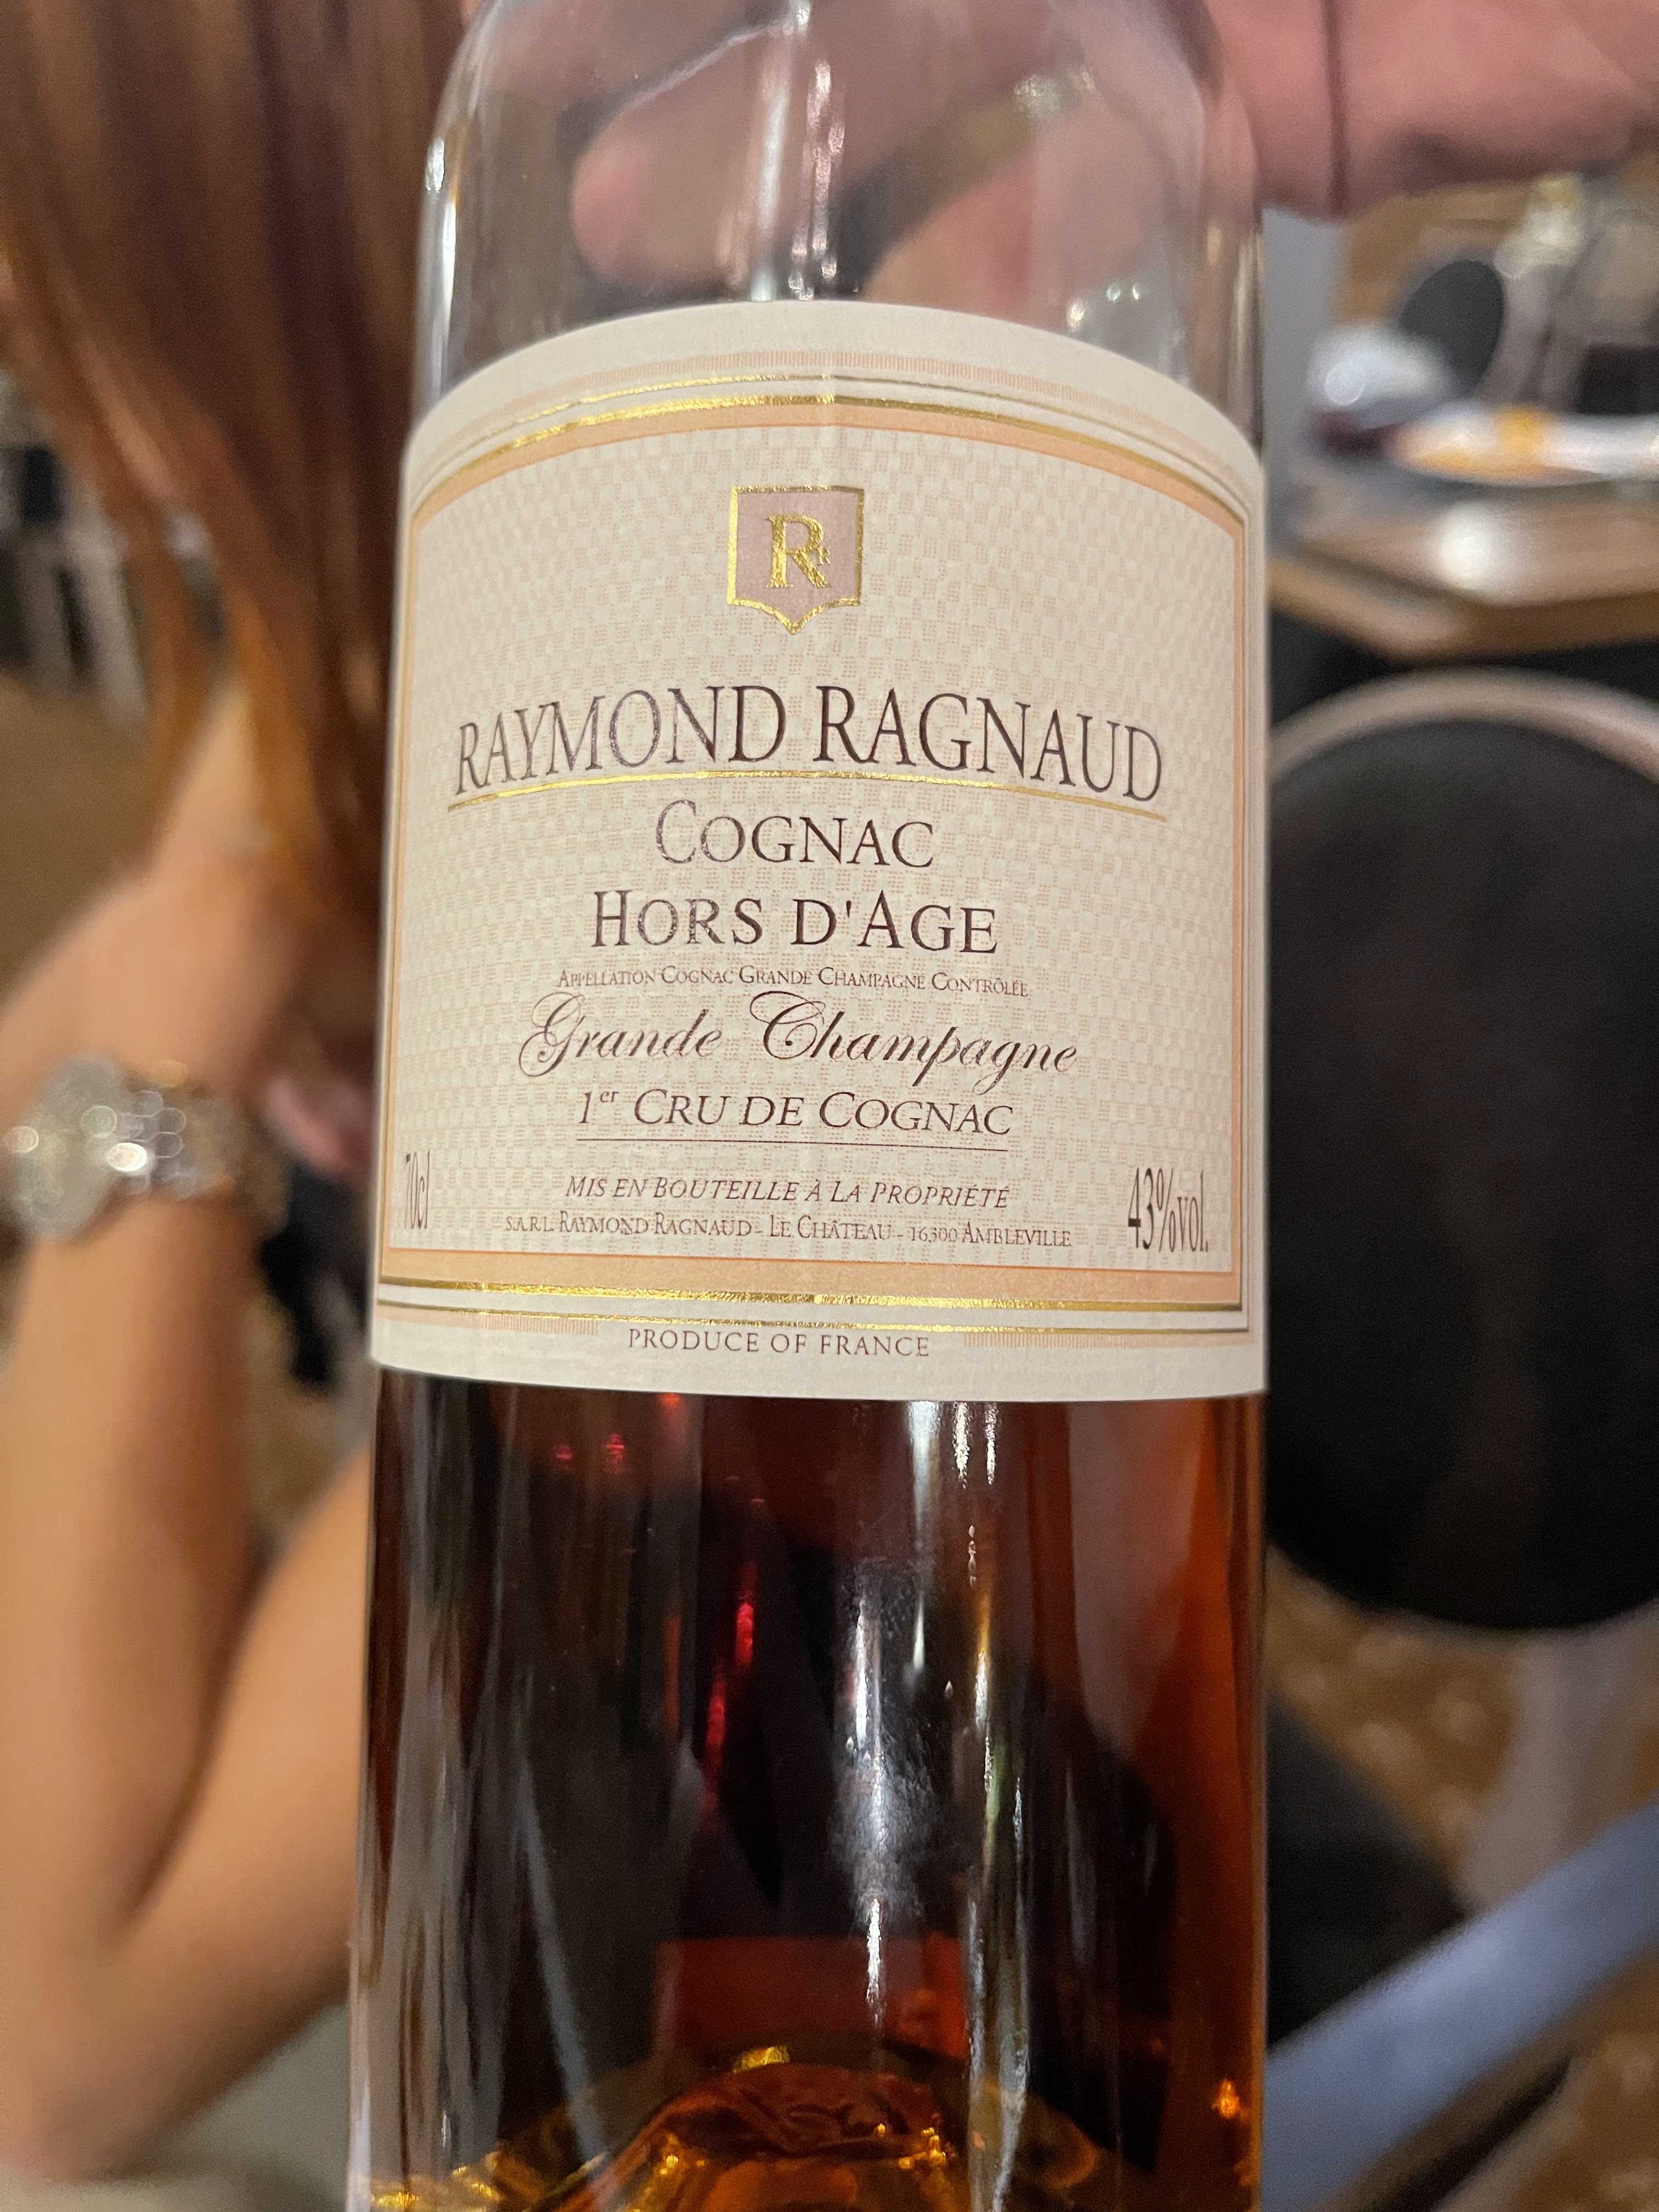 R
RAYMOND RAGNAUD
COGNAC
HORS D'AGE
APPELLATION COGNAC GRANDE CHAMPAGNE CONTRÔLÉE
Grande Champagne
1er CRU DE COGNAC
70cl
43%vol.
MIS EN BOUTEILLE À LA PROPRIÉTÉ
S.A.R.L. RAYMOND RAGNAUD - LE CHÂTEAU - 16300 AMBLEVILLE
PRODUCE OF FRANCE